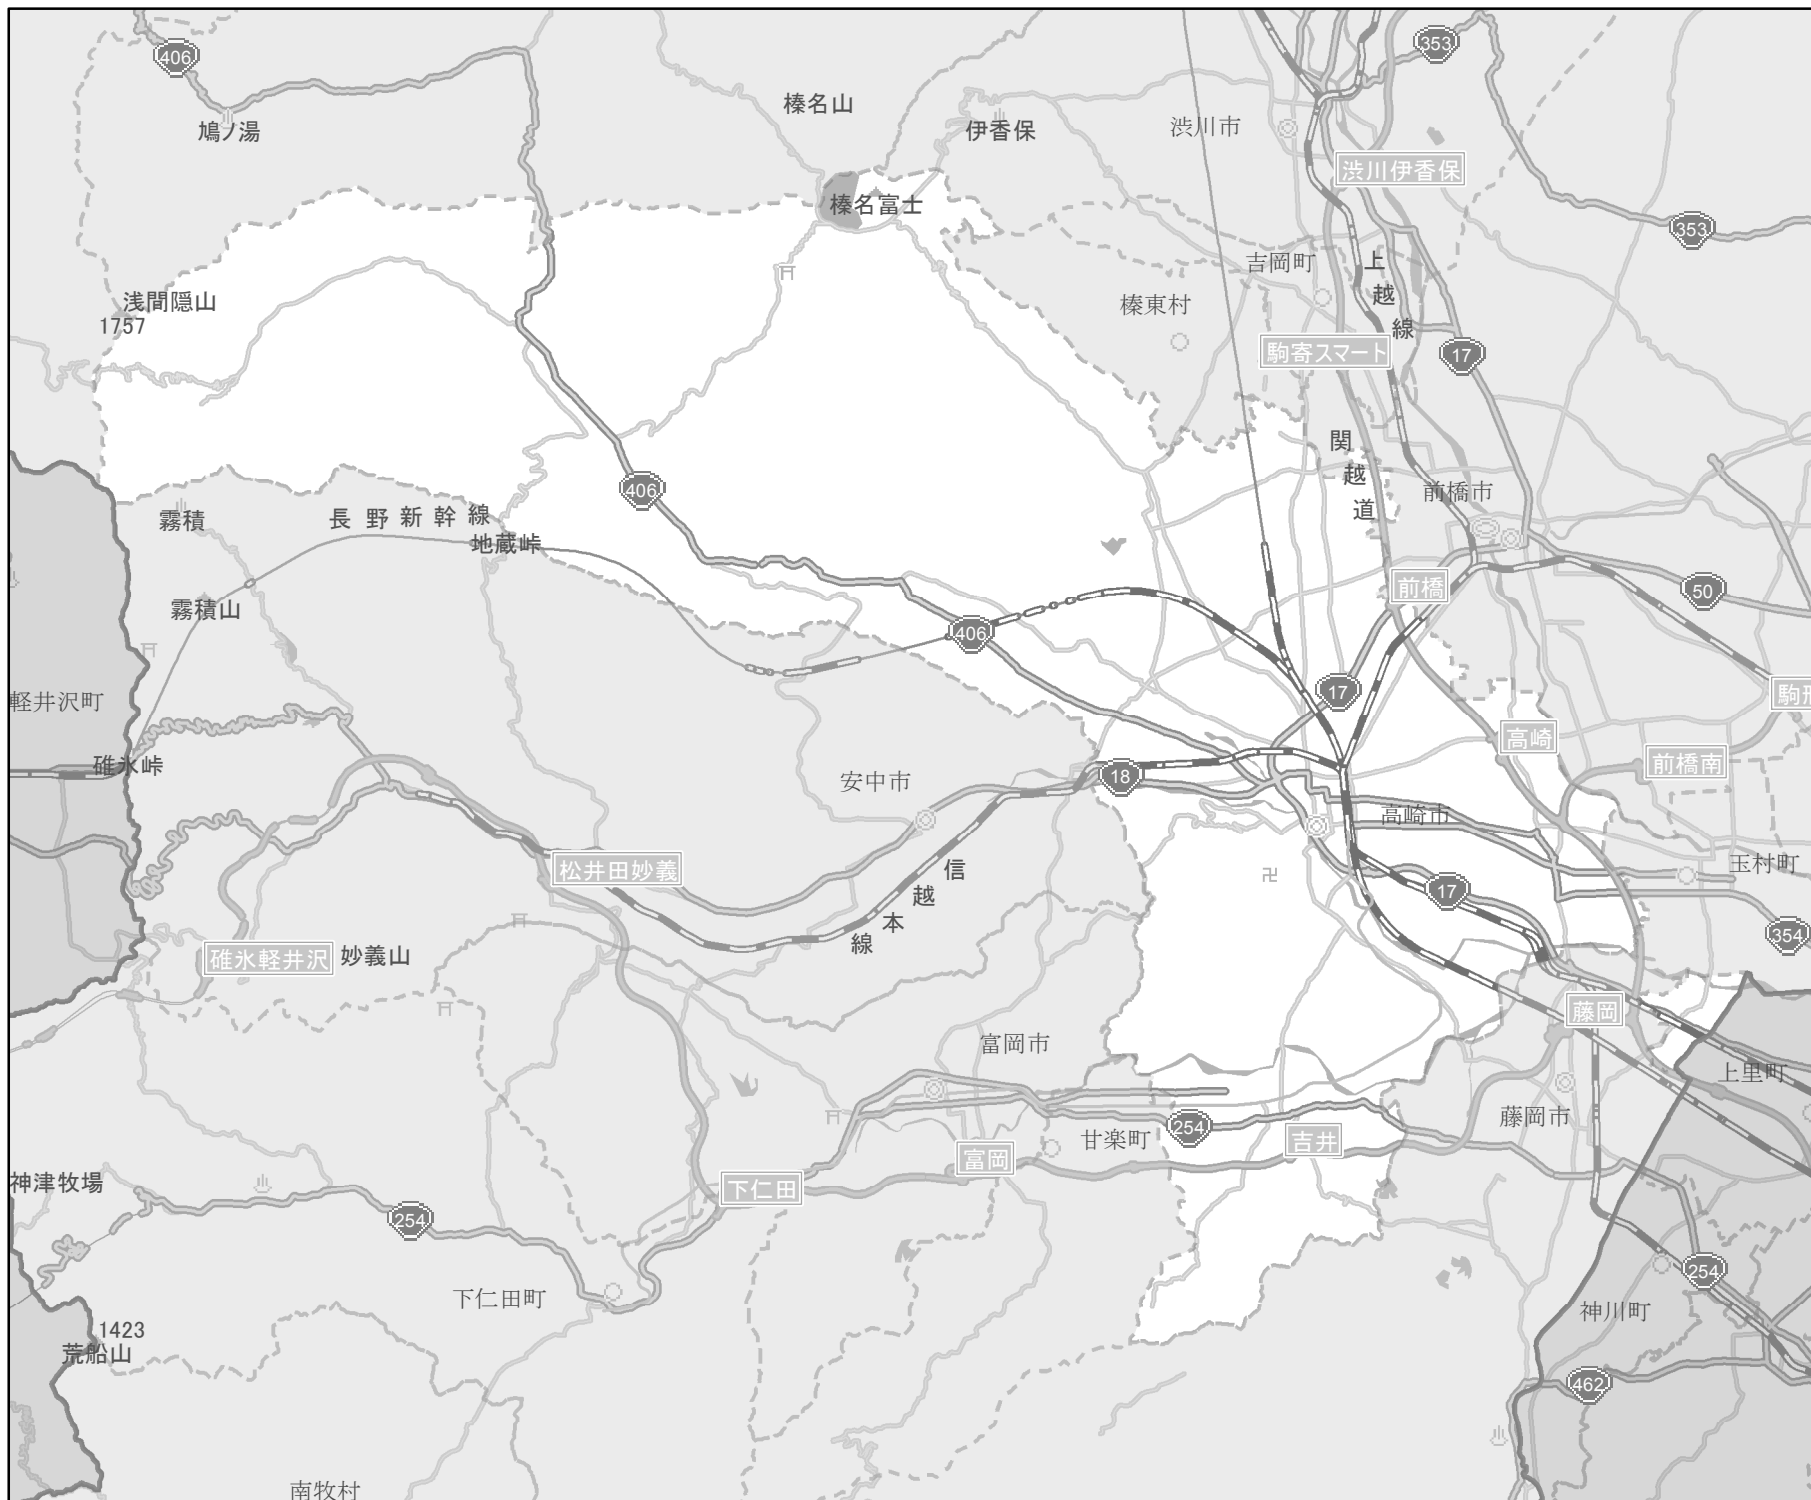 353
406
榛名山
伊香保
渋川市
鳩ノ湯
渋川伊香保
榛名富士
353
吉岡町
上越線
浅間隠山
1757
榛東村
駒寄スマート
17
関越道
406
前橋市
霧積
長野新幹線
地蔵峠
前橋
50
霧積山
406
17
駒形
軽井沢町
高崎
前橋南
碓氷峠
18
安中市
高崎市
松井田妙義
信越本線
17
玉村町
354
碓氷軽井沢
妙義山
藤岡
富岡市
上里町
254
甘楽町
吉井
藤岡市
富岡
神津牧場
下仁田
254
254
下仁田町
神川町
1423
荒船山
462
南牧村